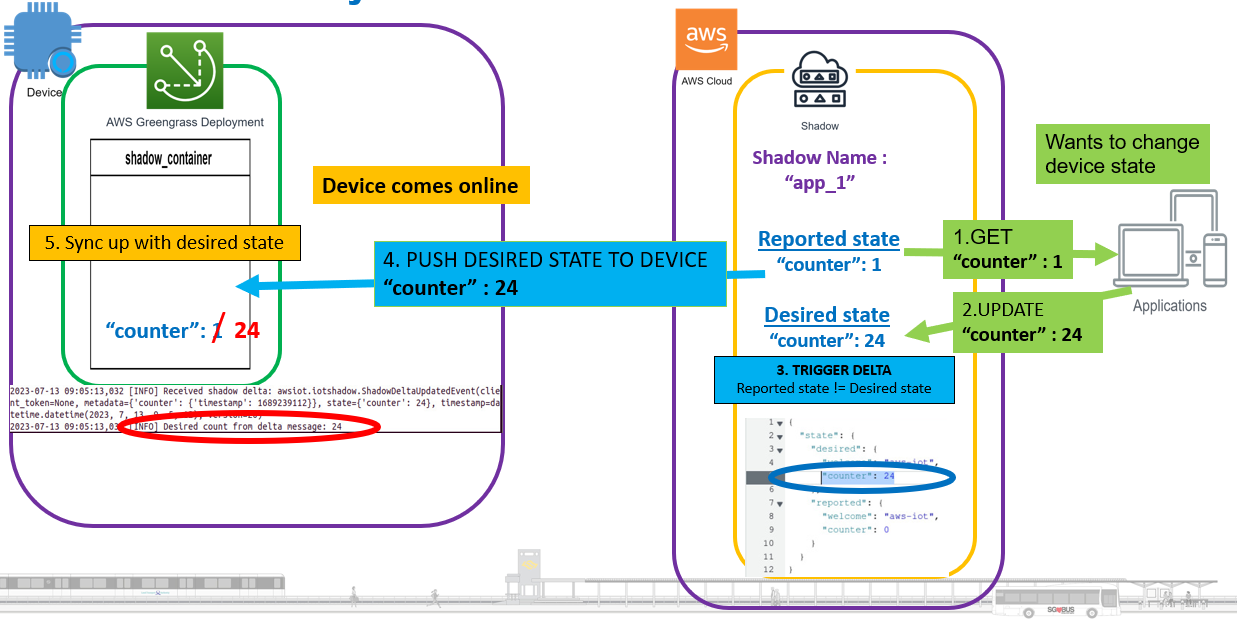 Device
AWS Greengrass Deployment
shadow_container
Device comes online
5. Sync up with desired state
4. PUSH DESIRED STATE TO DEVICE
“counter” : 24
“counter”: 1 24
2023-07-13 09:05:13,032 [INFO] Received shadow delta: awsiot.iotshadow.ShadowDeltaUpdatedEvent(clie
nt_token=None, metadata={'counter': {'timestamp': 1689239112}}, state={'counter': 24}, timestamp=da
tetime.datetime(2023, 7, 13,
2023-07-13 09:05:13,03 [INFO] Desired count from delta message: 24
aws
AWS Cloud
Shadow
Shadow Name :
“app_1”
Reported state
“counter”: 1
Desired state
“counter”: 24
3. TRIGGER DELTA
Reported state != Desired state
1 {
2 "state": {
3 "desired": {
4 "welcome": "aws-iot",
"counter": 24
6
7 "reported": {
8 "welcome": "aws-iot",
9 "counter": 0
10 }
11 }
12 }
Wants to change
device state
1.GET
“counter” : 1
2.UPDATE
“counter” : 24
Applications
SG BUS